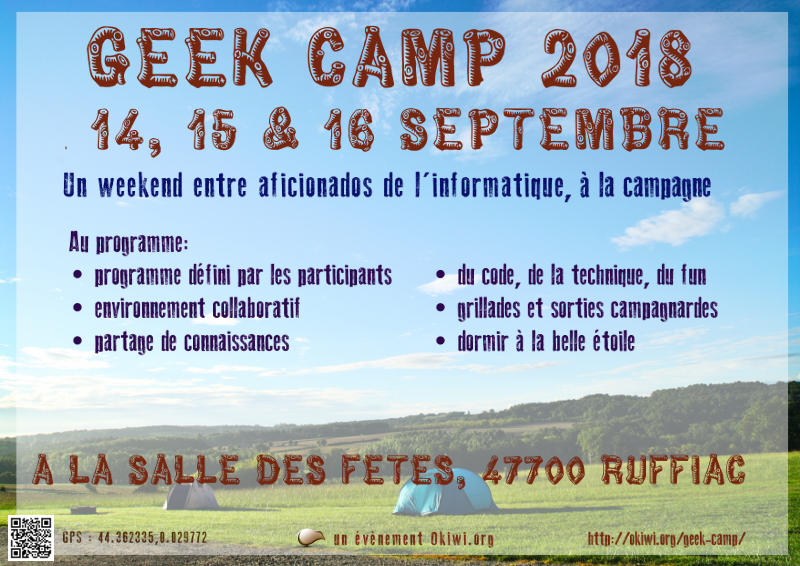 GEEK CAMP 2018
14, 15 & 16 SEPTEMBRE
Un weekend entre aficionados de l'informatique, à la campagne
Au programme:
• programme défini par les participants
• environnement collaboratif
• partage de connaissances
• du code, de la technique, du fun
• grillades et sorties campagnardes
• dormir à la belle étoile
A LA SALLE DES FETES, 47700 RUFFIAC
GPS : 44.362335,0.029772
un évènement Okiwi.org
http://okiwi.org/geek-camp/